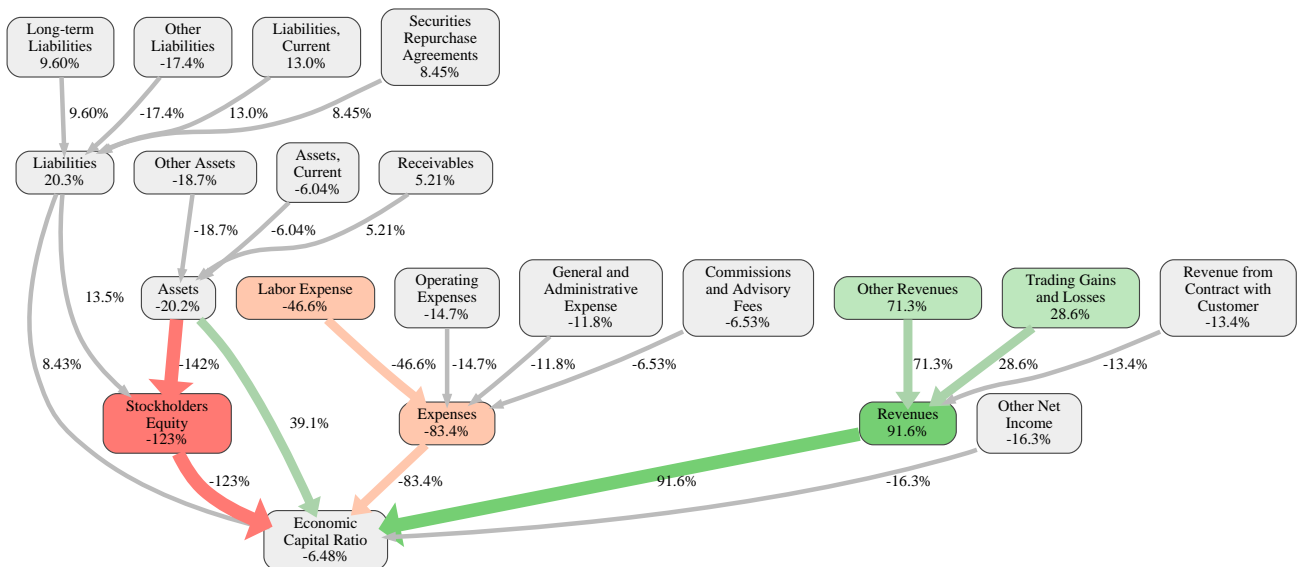 Long-term
Liabilities
9.60%
Other
Liabilities
-17.4%
Liabilities,
Current
13.0%
Securities
Repurchase
Agreements
8.45%
9.60%
-17.4%
13.0%
8.45%
Liabilities
20.3%
Other Assets
-18.7%
Assets,
Current
-6.04%
Receivables
5.21%
-18.7%
-6.04%
5.21%
Assets
-20.2%
Labor Expense
-46.6%
Operating
Expenses
-14.7%
General and
Administrative
Expense
-11.8%
Commissions
and Advisory
Fees
-6.53%
Other Revenues
71.3%
Trading Gains
and Losses
28.6%
Revenue from
Contract with
Customer
-13.4%
13.5%
8.43%
-142%
39.1%
-46.6%
-14.7%
-11.8%
-6.53%
71.3%
28.6%
-13.4%
Stockholders
Equity
-123%
Expenses
-83.4%
Revenues
91.6%
Other Net
Income
-16.3%
-123%
-83.4%
91.6%
-16.3%
Economic
Capital Ratio
-6.48%